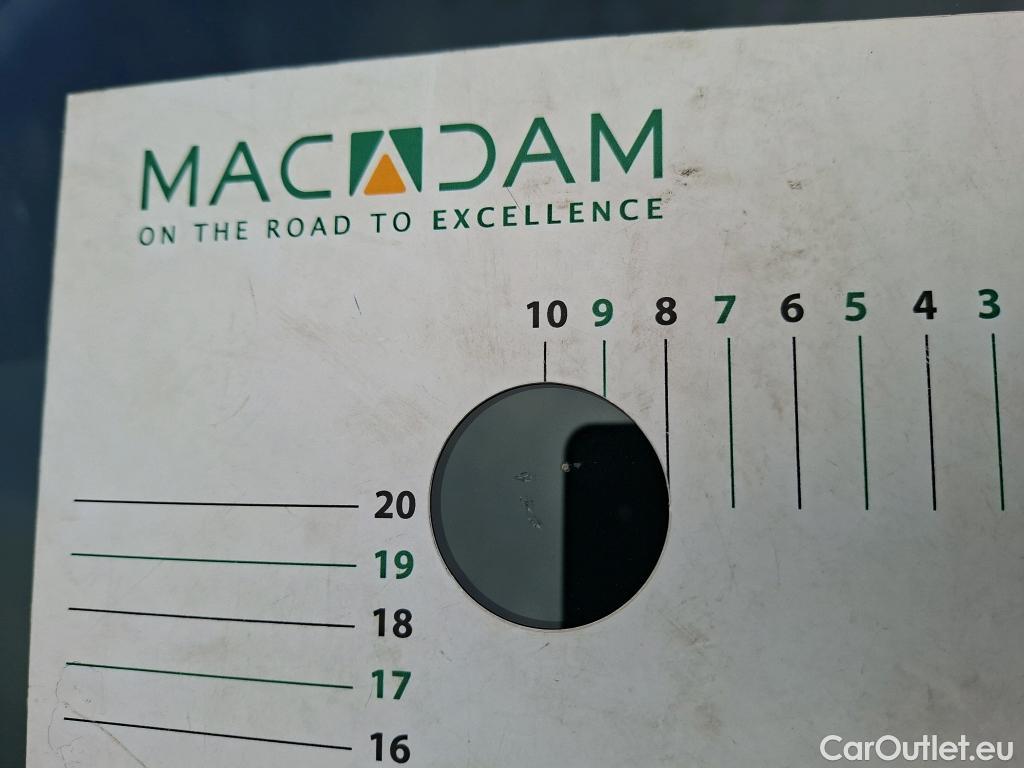 MACADAM
ON THE ROAD TO EXCELLENCE
10 9 8 7 6 5 4 3
20
19
18
17
16
CarOutlet.eu